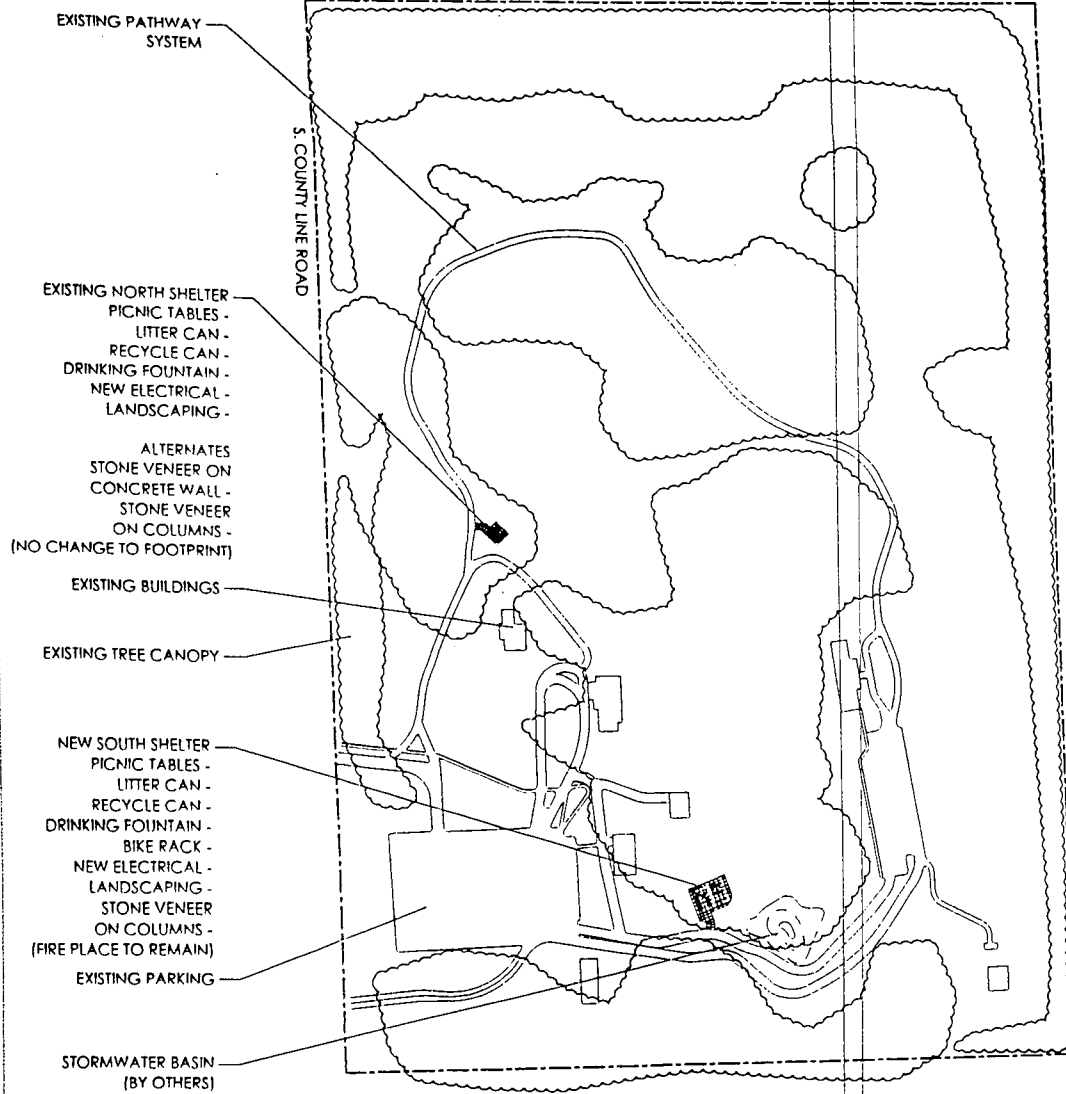 EXISTING PATHWAY
SYSTEM
S. COUNTY LINE ROAD
EXISTING NORTH SHELTER
PICNIC TABLES -
LITTER CAN -
RECYCLE CAN -
DRINKING FOUNTAIN -
NEW ELECTRICAL -
LANDSCAPING -
ALTERNATES
STONE VENEER ON
CONCRETE WALL -
STONE VENEER
ON COLUMNS -
(NO CHANGE TO FOOTPRINT)
EXISTING BUILDINGS
EXISTING TREE CANOPY
NEW SOUTH SHELTER
PICNIC TABLES -
LITTER CAN -
RECYCLE CAN -
DRINKING FOUNTAIN -
BIKE RACK -
NEW ELECTRICAL -
LANDSCAPING -
STONE VENEER
ON COLUMNS -
(FIRE PLACE TO REMAIN)
EXISTING PARKING
STORMWATER BASIN
(BY OTHERS)